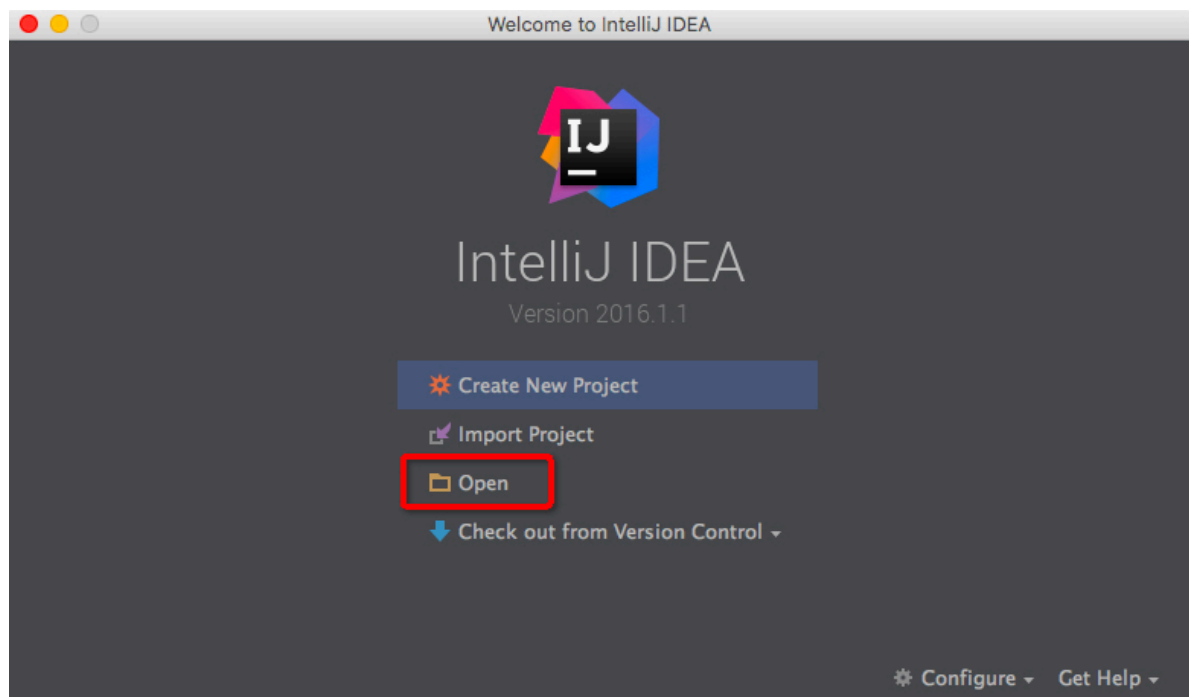 Welcome to IntelliJ IDEA
IJ
IntelliJ IDEA
Version 2016.1.1
Create New Project
Import Project
Open
Check out from Version Control
Configure Get Help